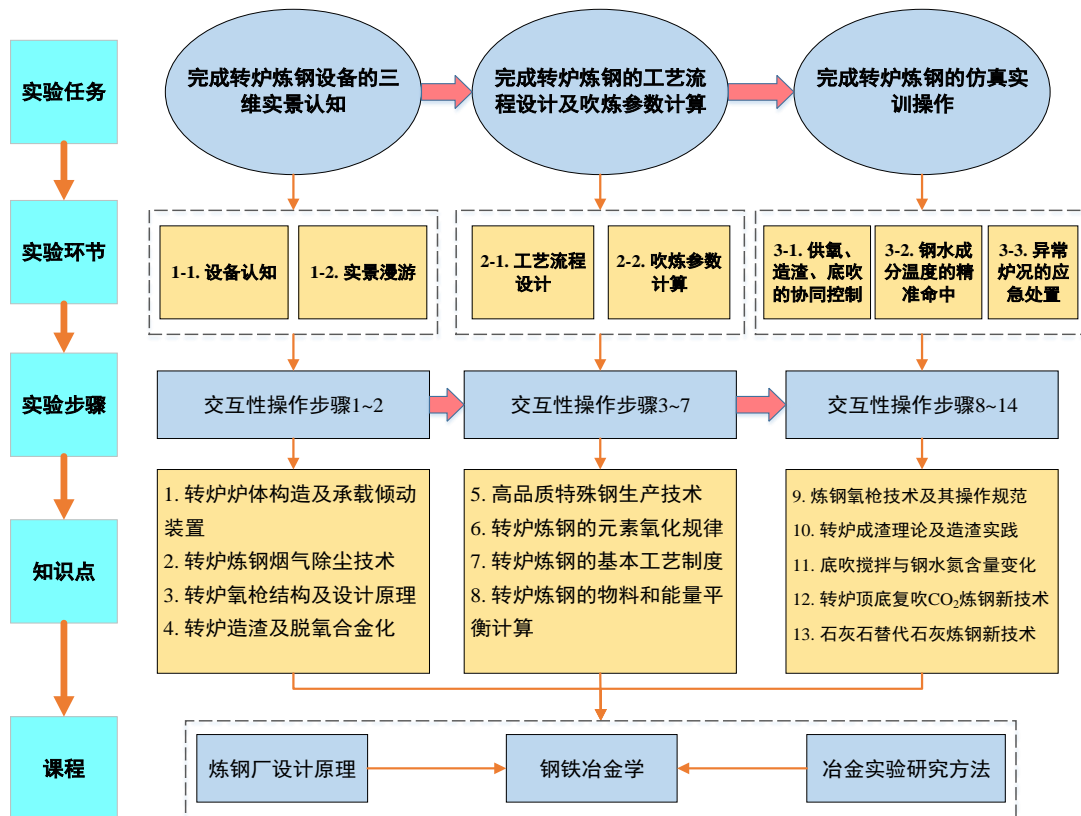 实验任务
完成转炉炼钢设备的三
维实景认知
完成转炉炼钢的工艺流
程设计及吹炼参数计算
完成转炉炼钢的仿真实
训操作
实验环节
1-1. 设备认知
1-2. 实景漫游
2-1. 工艺流程
设计
2-2. 吹炼参数
计算
3-1. 供氧、
造渣、底吹
的协同控制
3-2. 钢水成
分温度的精
准命中
3-3. 异常
炉况的应
急处置
实验步骤
交互性操作步骤1~2
交互性操作步骤3~7
交互性操作步骤8~14
知识点
1. 转炉炉体构造及承载倾动
装置
2. 转炉炼钢烟气除尘技术
3. 转炉氧枪结构及设计原理
4. 转炉造渣及脱氧合金化
5. 高品质特殊钢生产技术
6. 转炉炼钢的元素氧化规律
7. 转炉炼钢的基本工艺制度
8. 转炉炼钢的物料和能量平
衡计算
9. 炼钢氧枪技术及其操作规范
10. 转炉成渣理论及造渣实践
11. 底吹搅拌与钢水氮含量变化
12. 转炉顶底复吹CO₂炼钢新技术
13. 石灰石替代石灰炼钢新技术
课程
炼钢厂设计原理
钢铁冶金学
冶金实验研究方法